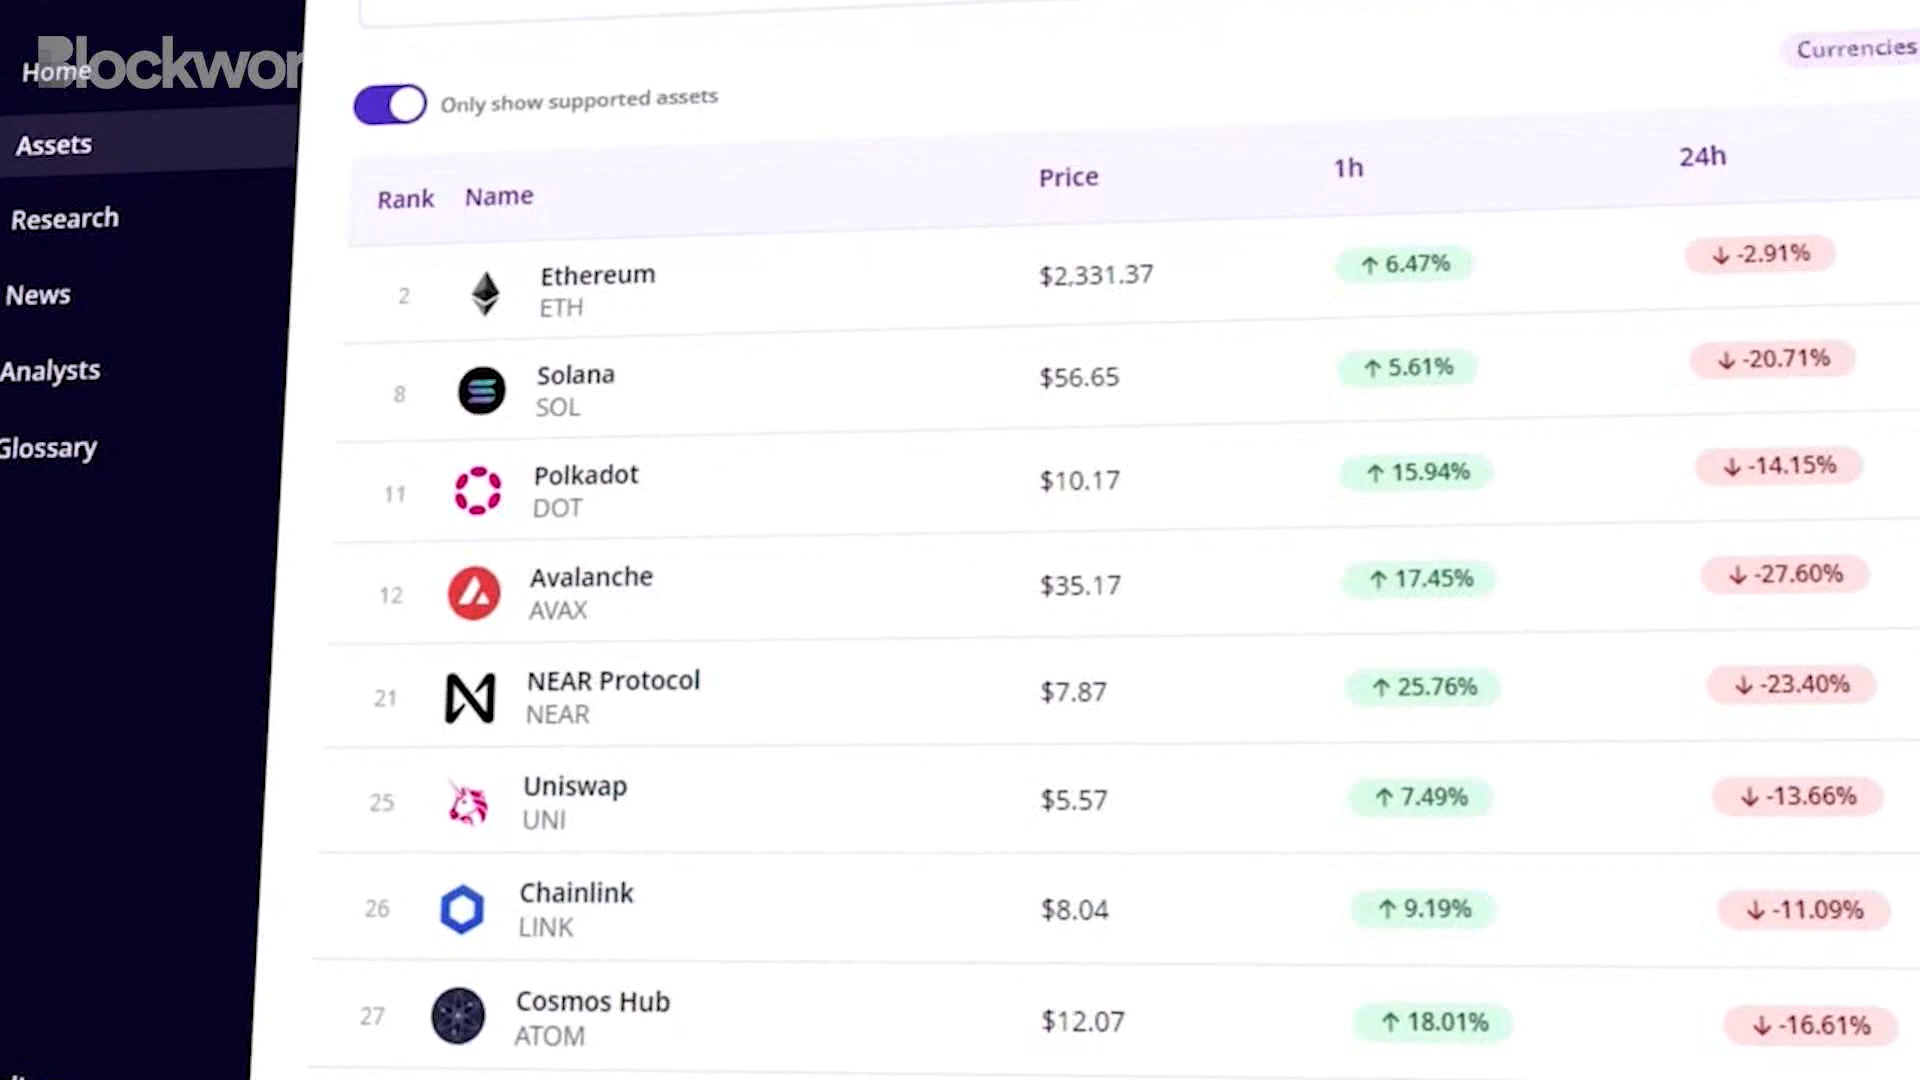 Blockwor
Home
Assets
Research
News
Analysts
Glossary
Currencies
Only show supported assets
Rank Name Price 1h 24h
2 Ethereum $2,331.37 ↑ 6.47% ↓ -2.91%
ETH
8 Solana $56.65 ↑ 5.61% ↓ -20.71%
SOL
11 Polkadot $10.17 ↑ 15.94% ↓ -14.15%
DOT
12 Avalanche $35.17 ↑ 17.45% ↓ -27.60%
AVAX
21 NEAR Protocol $7.87 ↑ 25.76% ↓ -23.40%
NEAR
25 Uniswap $5.57 ↑ 7.49% ↓ -13.66%
UNI
26 Chainlink $8.04 ↑ 9.19% ↓ -11.09%
LINK
27 Cosmos Hub $12.07 ↑ 18.01% ↓ -16.61%
ATOM